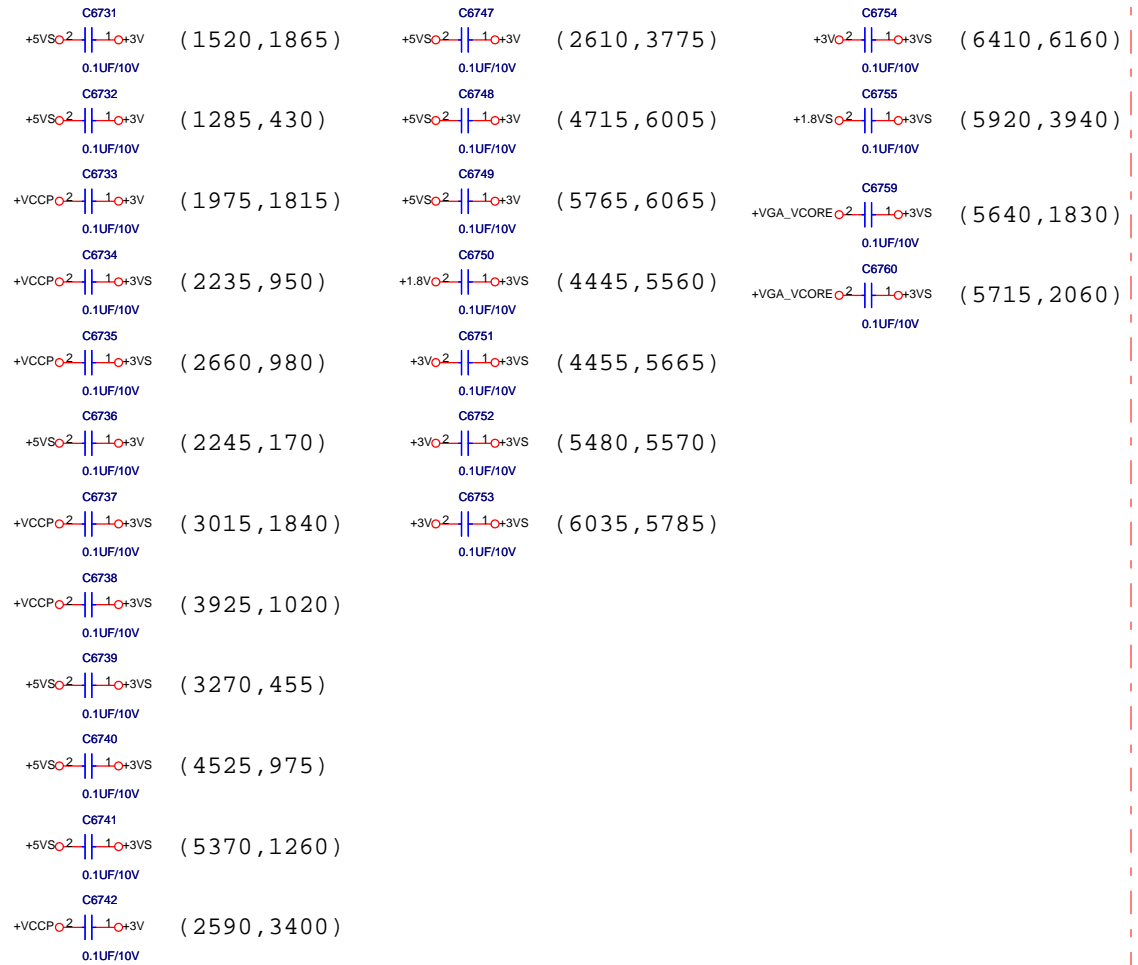 C6731
+5VS 2 1 +3V (1520,1865)
0.1UF/10V
C6732
+5VS 2 1 +3V (1285,430)
0.1UF/10V
C6733
+VCCP 2 1 +3V (1975,1815)
0.1UF/10V
C6734
+VCCP 2 1 +3VS (2235,950)
0.1UF/10V
C6735
+VCCP 2 1 +3VS (2660,980)
0.1UF/10V
C6736
+5VS 2 1 +3V (2245,170)
0.1UF/10V
C6737
+VCCP 2 1 +3VS (3015,1840)
0.1UF/10V
C6738
+VCCP 2 1 +3VS (3925,1020)
0.1UF/10V
C6739
+5VS 2 1 +3VS (3270,455)
0.1UF/10V
C6740
+5VS 2 1 +3VS (4525,975)
0.1UF/10V
C6741
+5VS 2 1 +3VS (5370,1260)
0.1UF/10V
C6742
+VCCP 2 1 +3V (2590,3400)
0.1UF/10V
C6747
+5VS 2 1 +3V (2610,3775)
0.1UF/10V
C6748
+5VS 2 1 +3V (4715,6005)
0.1UF/10V
C6749
+5VS 2 1 +3V (5765,6065)
0.1UF/10V
C6750
+1.8V 2 1 +3VS (4445,5560)
0.1UF/10V
C6751
+3V 2 1 +3VS (4455,5665)
0.1UF/10V
C6752
+3V 2 1 +3VS (5480,5570)
0.1UF/10V
C6753
+3V 2 1 +3VS (6035,5785)
0.1UF/10V
C6754
+3V 2 1 +3VS (6410,6160)
0.1UF/10V
C6755
+1.8VS 2 1 +3VS (5920,3940)
0.1UF/10V
C6759
+VGA_VCORE 2 1 +3VS (5640,1830)
0.1UF/10V
C6760
+VGA_VCORE 2 1 +3VS (5715,2060)
0.1UF/10V